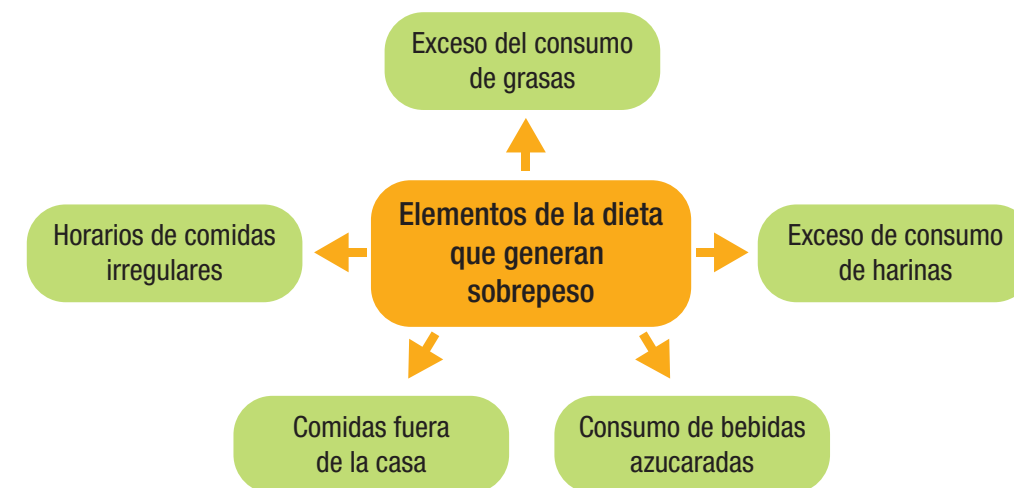 Exceso del consumo
de grasas
Elementos de la dieta
que generan
sobrepeso
Horarios de comidas
irregulares
Exceso de consumo
de harinas
Comidas fuera
de la casa
Consumo de bebidas
azucaradas